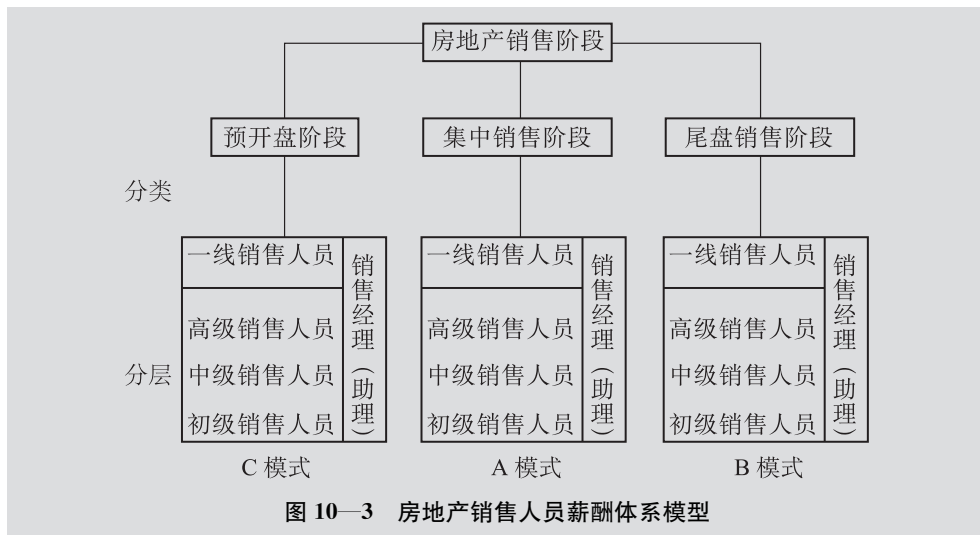 房地产销售阶段
预开盘阶段
集中销售阶段
尾盘销售阶段
分类
一线销售人员
高级销售人员
中级销售人员
初级销售人员
销售经理（助理）
一线销售人员
高级销售人员
中级销售人员
初级销售人员
销售经理（助理）
一线销售人员
高级销售人员
中级销售人员
初级销售人员
销售经理（助理）
分层
C 模式
A 模式
B 模式
图 10—3 房地产销售人员薪酬体系模型